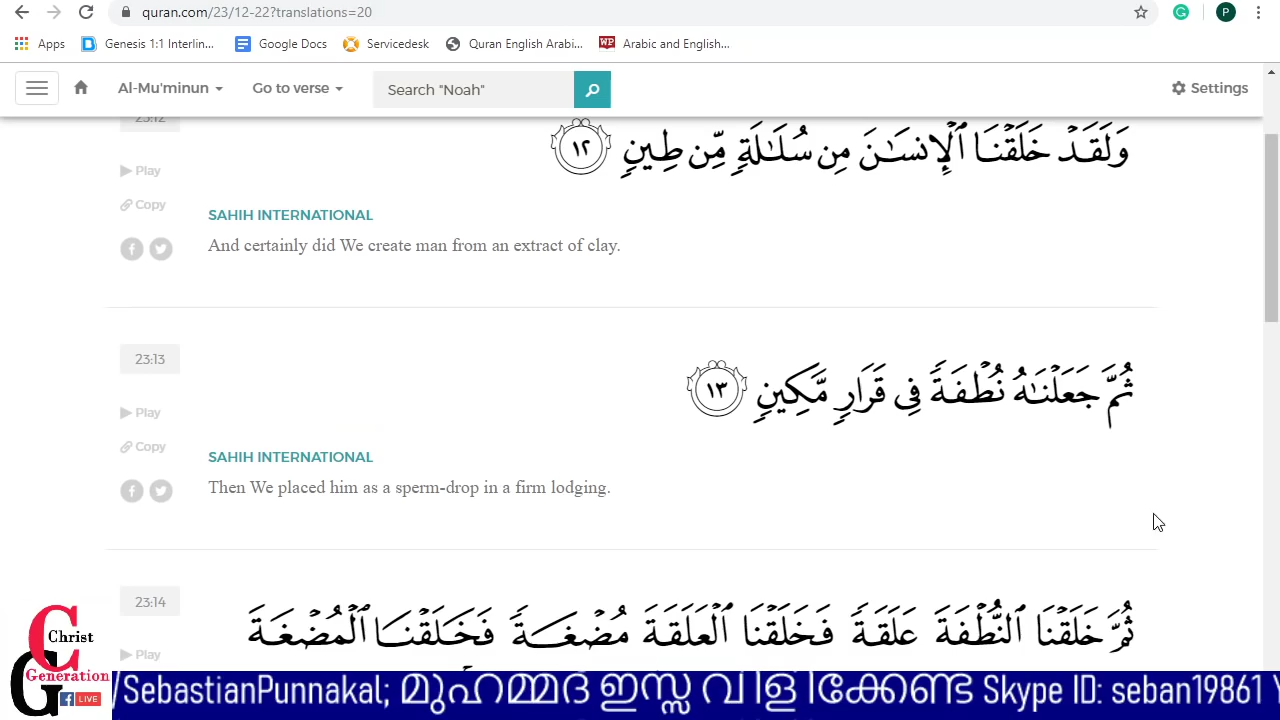 quran.com/23/12-22?translations=20
P
Apps
Genesis 1:1 Interlin...
Google Docs
Servicedesk
Quran English Arabi...
WP Arabic and English...
Al-Mu'minun
Go to verse
Search "Noah"
Settings
23:12
وَلَقَدۡ خَلَقۡنَا ٱلۡإِنسَـٰنَ مِن سُلَـٰلَةٍ مِّن طِينٍ ١٢
Play
Copy
SAHIH INTERNATIONAL
And certainly did We create man from an extract of clay.
23:13
ثُمَّ جَعَلۡنَـٰهُ نُطۡفَةً فِى قَرَارٍ مَّكِينٍ ١٣
Play
Copy
SAHIH INTERNATIONAL
Then We placed him as a sperm-drop in a firm lodging.
23:14
ثُمَّ خَلَقۡنَا ٱلنُّطۡفَةَ عَلَقَةً فَخَلَقۡنَا ٱلۡعَلَقَةَ مُضۡغَةً فَخَلَقۡنَا ٱلۡمُضۡغَةَ
Play
CG
Christ
Generation
f LIVE
/SebastianPunnakal; മുഹമ്മദ് ഇസ്സ വിളിക്കേണ്ട Skype ID: seban19861